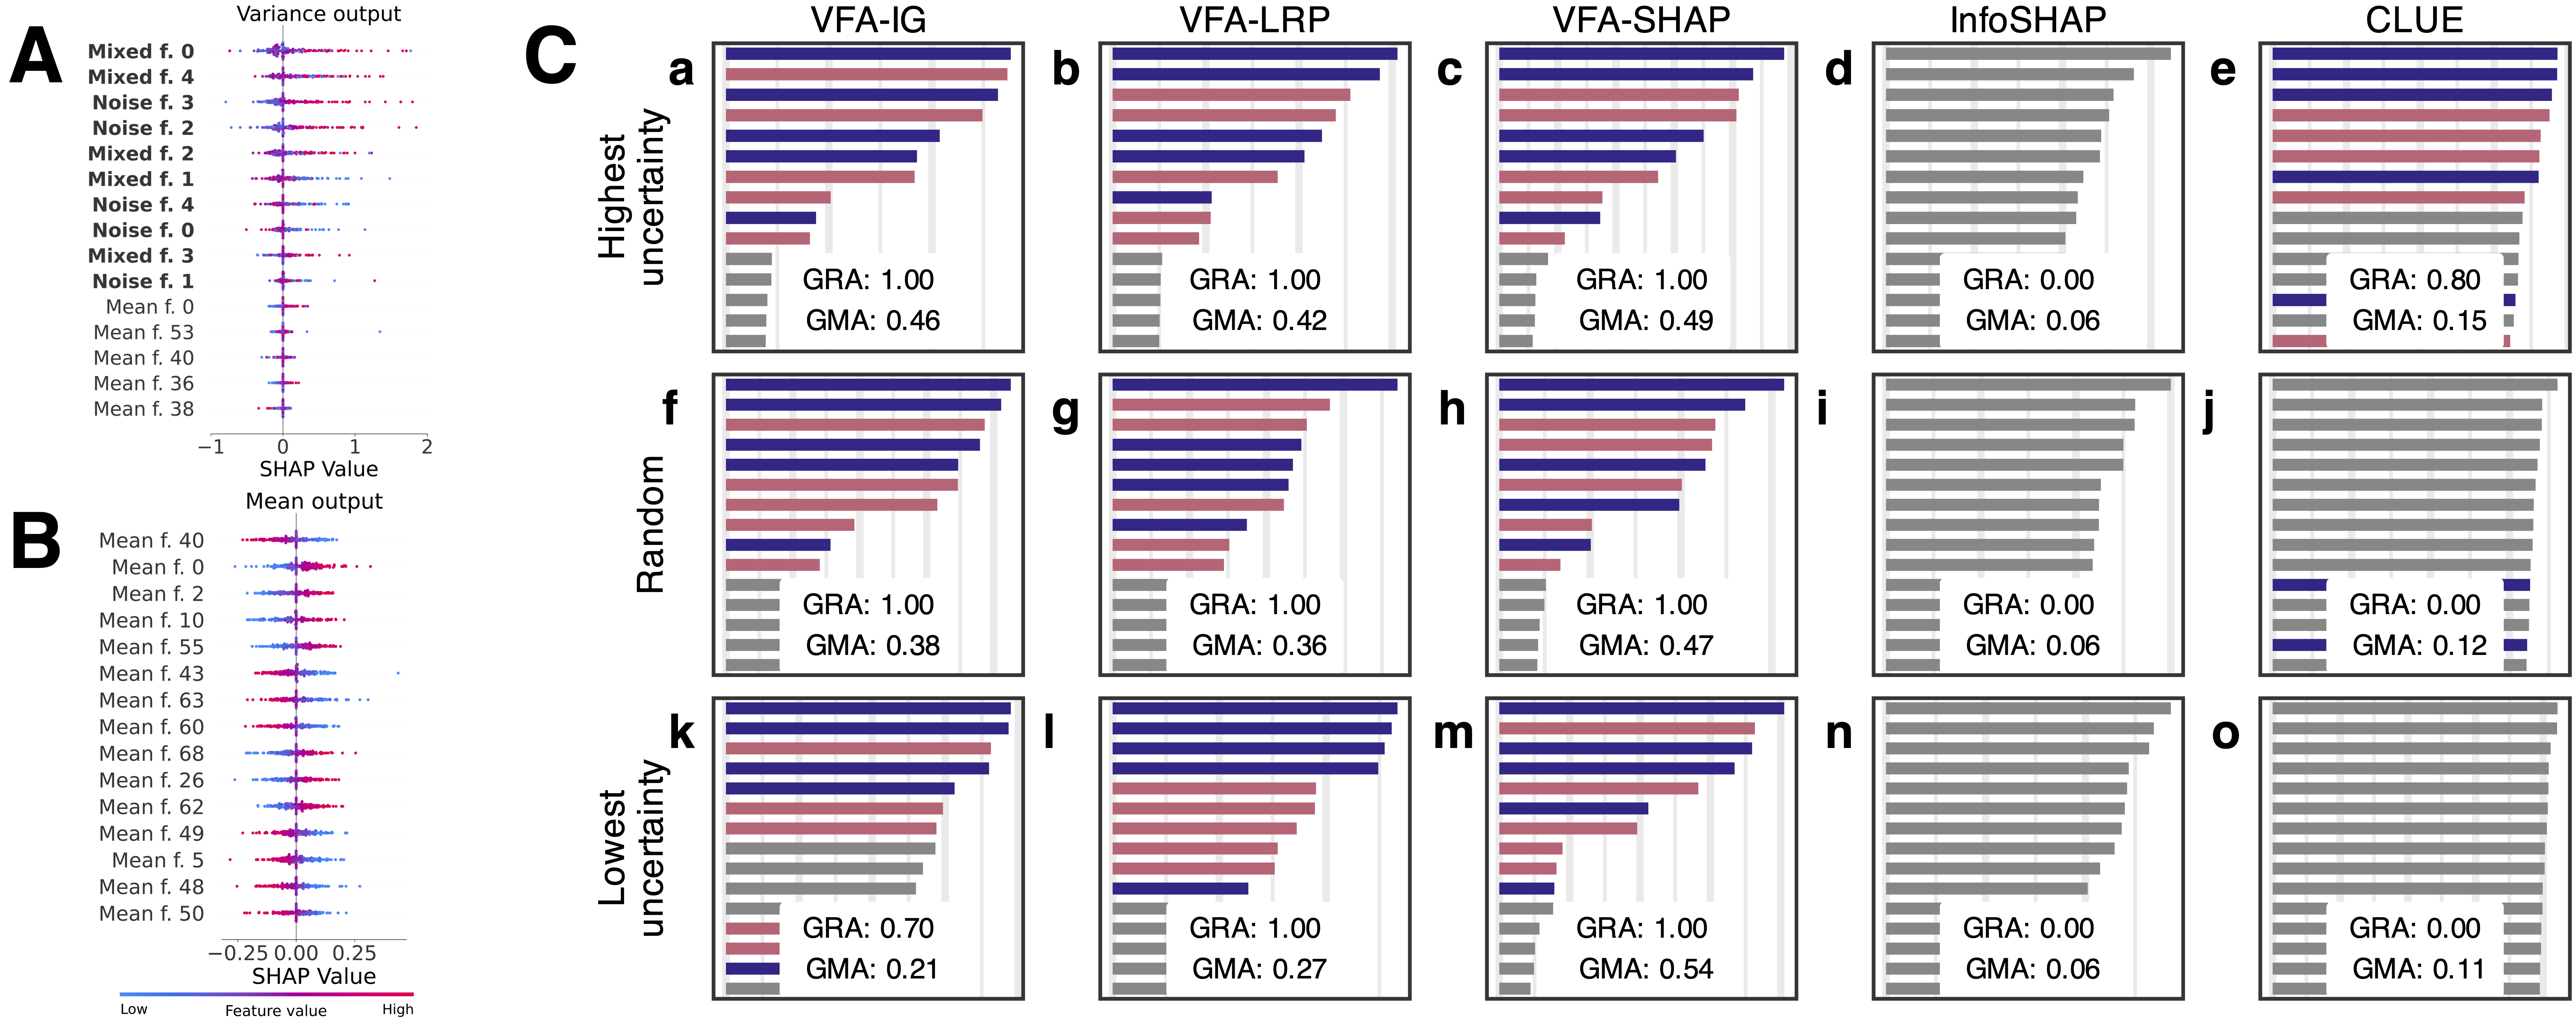 A
Variance output
Mixed f. 0
Mixed f. 4
Noise f. 3
Noise f. 2
Mixed f. 2
Mixed f. 1
Noise f. 4
Noise f. 0
Mixed f. 3
Noise f. 1
Mean f. 0
Mean f. 53
Mean f. 40
Mean f. 36
Mean f. 38
−1 0 1 2
SHAP Value
B
Mean output
Mean f. 40
Mean f. 0
Mean f. 2
Mean f. 10
Mean f. 55
Mean f. 43
Mean f. 63
Mean f. 60
Mean f. 68
Mean f. 26
Mean f. 62
Mean f. 49
Mean f. 5
Mean f. 48
Mean f. 50
−0.25 0.00 0.25
SHAP Value
Low Feature value High
C
VFA-IG VFA-LRP VFA-SHAP InfoSHAP CLUE
Highest
uncertainty
a
GRA: 1.00
GMA: 0.46
b
GRA: 1.00
GMA: 0.42
c
GRA: 1.00
GMA: 0.49
d
GRA: 0.00
GMA: 0.06
e
GRA: 0.80
GMA: 0.15
Random
f
GRA: 1.00
GMA: 0.38
g
GRA: 1.00
GMA: 0.36
h
GRA: 1.00
GMA: 0.47
i
GRA: 0.00
GMA: 0.06
j
GRA: 0.00
GMA: 0.12
Lowest
uncertainty
k
GRA: 0.70
GMA: 0.21
l
GRA: 1.00
GMA: 0.27
m
GRA: 1.00
GMA: 0.54
n
GRA: 0.00
GMA: 0.06
o
GRA: 0.00
GMA: 0.11